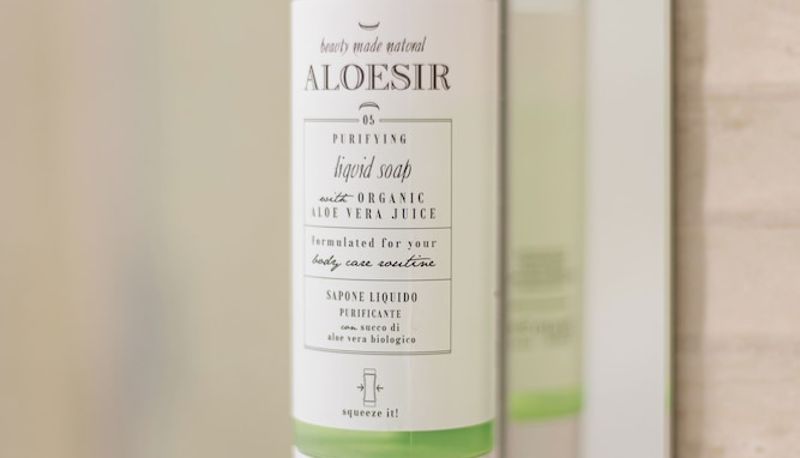 beauty made natural
ALOESIR
05
PURIFYING
liquid soap
with ORGANIC
ALOE VERA JUICE
Formulated for your
body care routine
SAPONE LIQUIDO
PURIFICANTE
con succo di
aloe vera biologico
squeeze it!